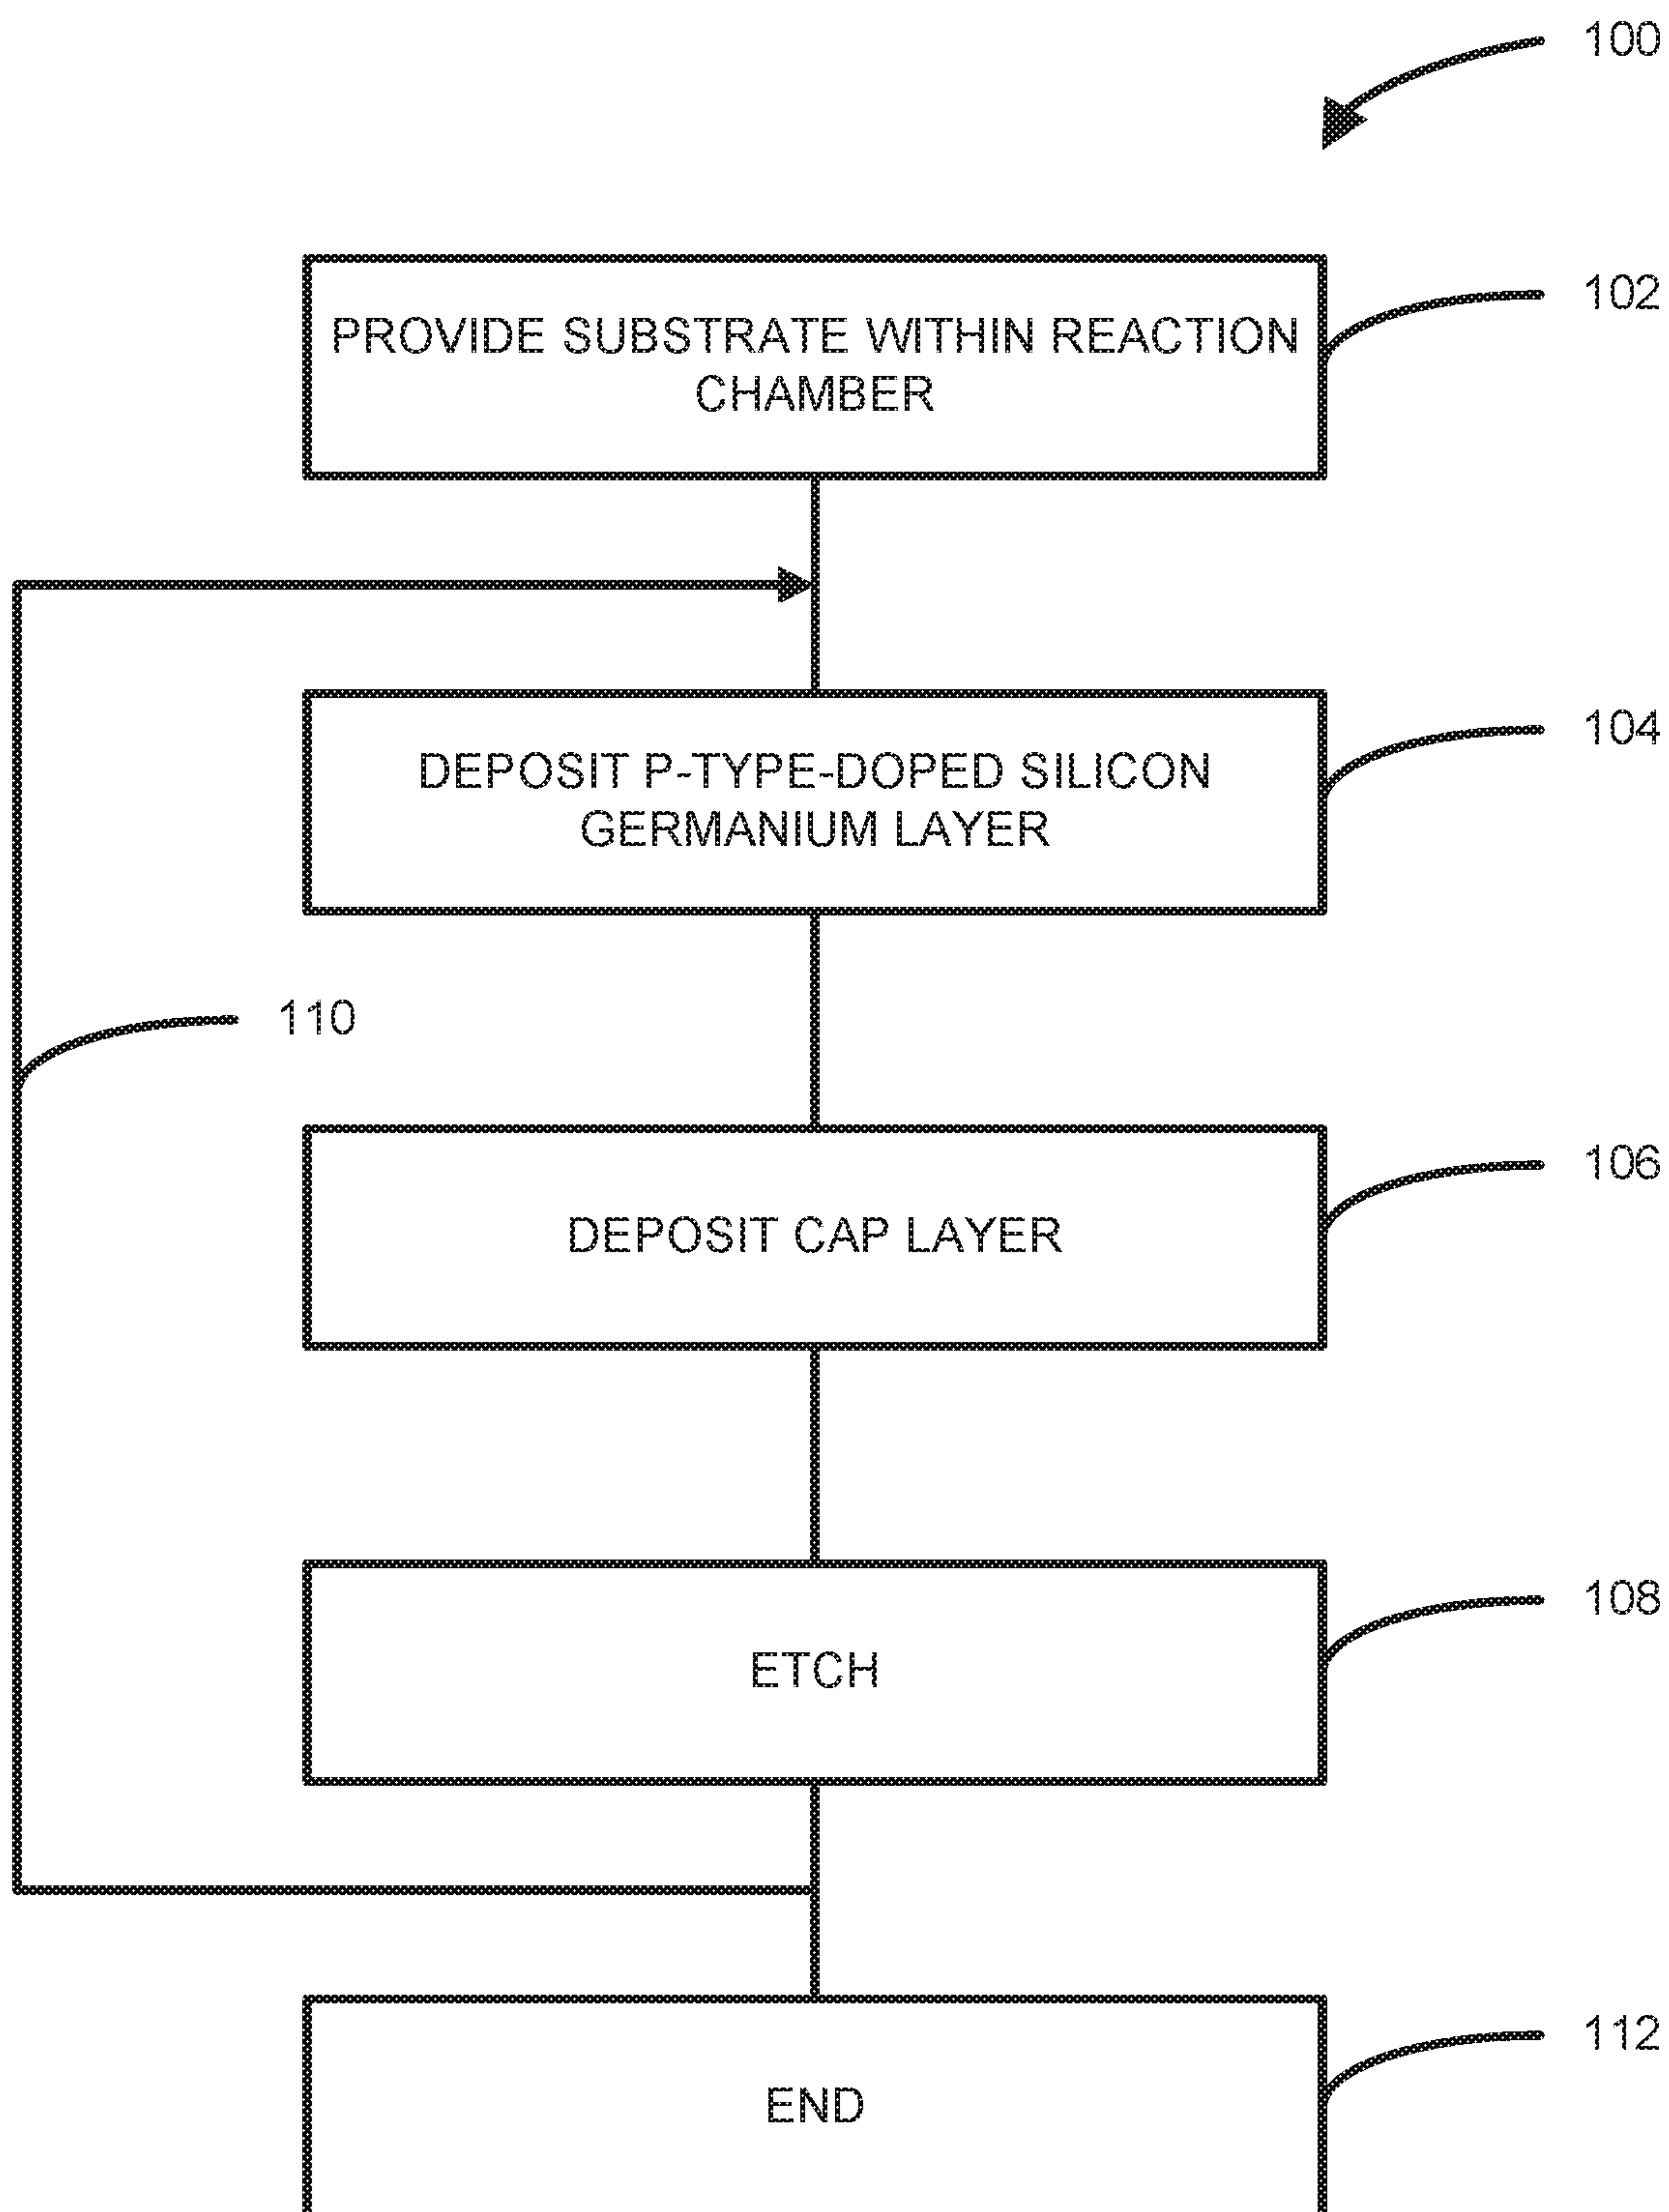 100
PROVIDE SUBSTRATE WITHIN REACTION
CHAMBER
102
DEPOSIT P-TYPE-DOPED SILICON
GERMANIUM LAYER
104
110
DEPOSIT CAP LAYER
106
ETCH
108
END
112